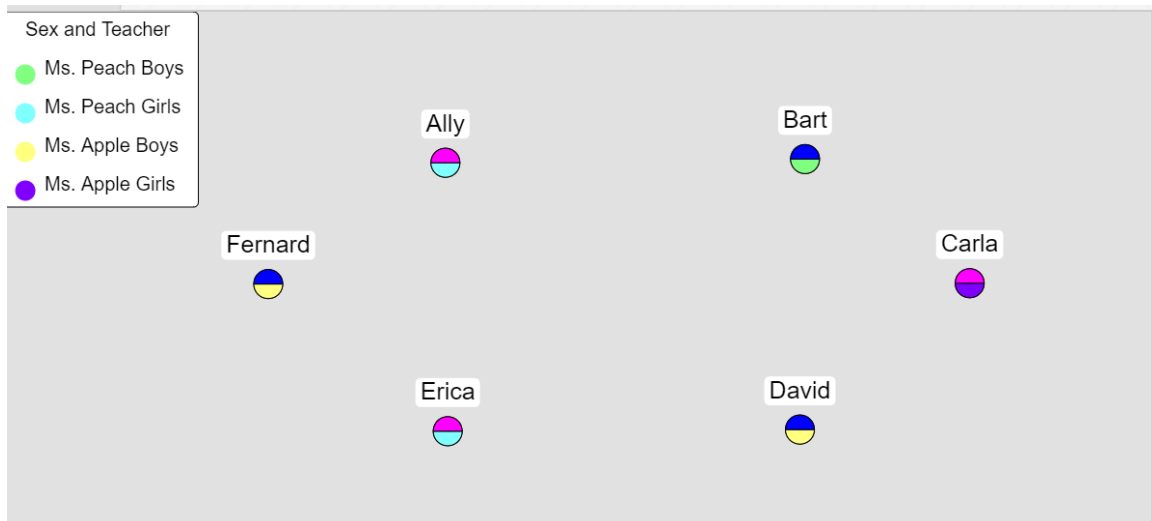 Sex and Teacher
Ms. Peach Boys
Ms. Peach Girls
Ms. Apple Boys
Ms. Apple Girls
Ally
Bart
Fernard
Carla
Erica
David